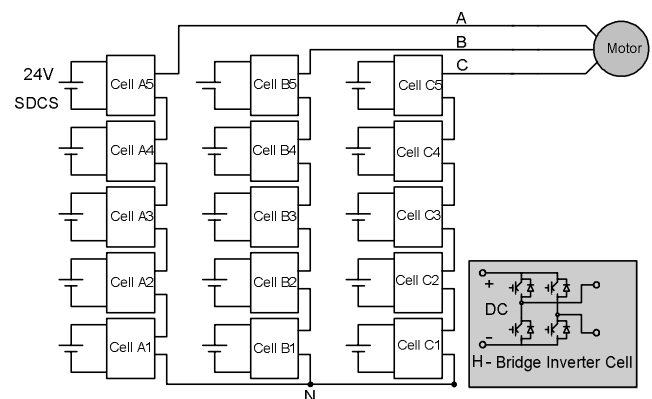 A
B
C
Motor
24V
SDCS
Cell A5
Cell B5
Cell C5
Cell A4
Cell B4
Cell C4
Cell A3
Cell B3
Cell C3
Cell A2
Cell B2
Cell C2
Cell A1
Cell B1
Cell C1
N
+
DC
-
H - Bridge Inverter Cell